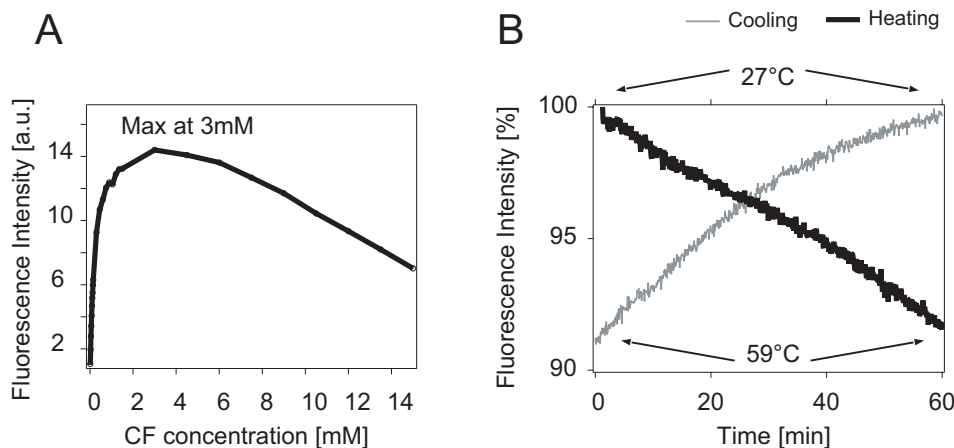 A
Fluorescence Intensity [a.u.]
14
10
6
4
2
Max at 3mM
0 2 4 6 8 10 12 14
CF concentration [mM]
B
Cooling Heating
27°C
Fluorescence Intensity [%]
100
95
90
59°C
0 20 40 60
Time [min]